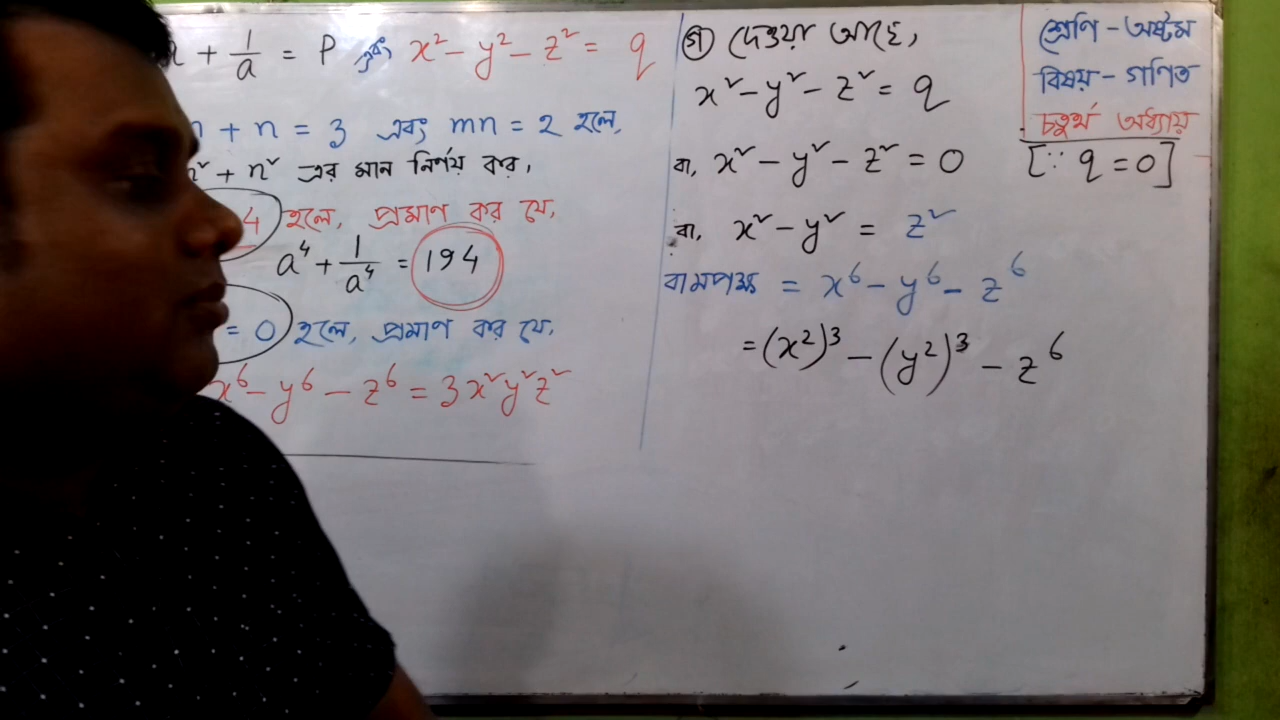 + 1/a = P এবং x² - y² - z² = q
+ n = 3 এবং mn = 2 হলে,
+ n² এর মান নির্ণয় কর,
4 হলে, প্রমাণ কর যে,
a⁴ + 1/a⁴ = 194
= 0 হলে, প্রমাণ কর যে,
x⁶ - y⁶ - z⁶ = 3x²y²z²
গ) দেওয়া আছে,
x² - y² - z² = q
বা, x² - y² - z² = 0 [∵ q = 0]
বা, x² - y² = z²
বামপক্ষ = x⁶ - y⁶ - z⁶
= (x²)³ - (y²)³ - z⁶
শ্রেণি - অষ্টম
বিষয় - গণিত
চতুর্থ অধ্যায়